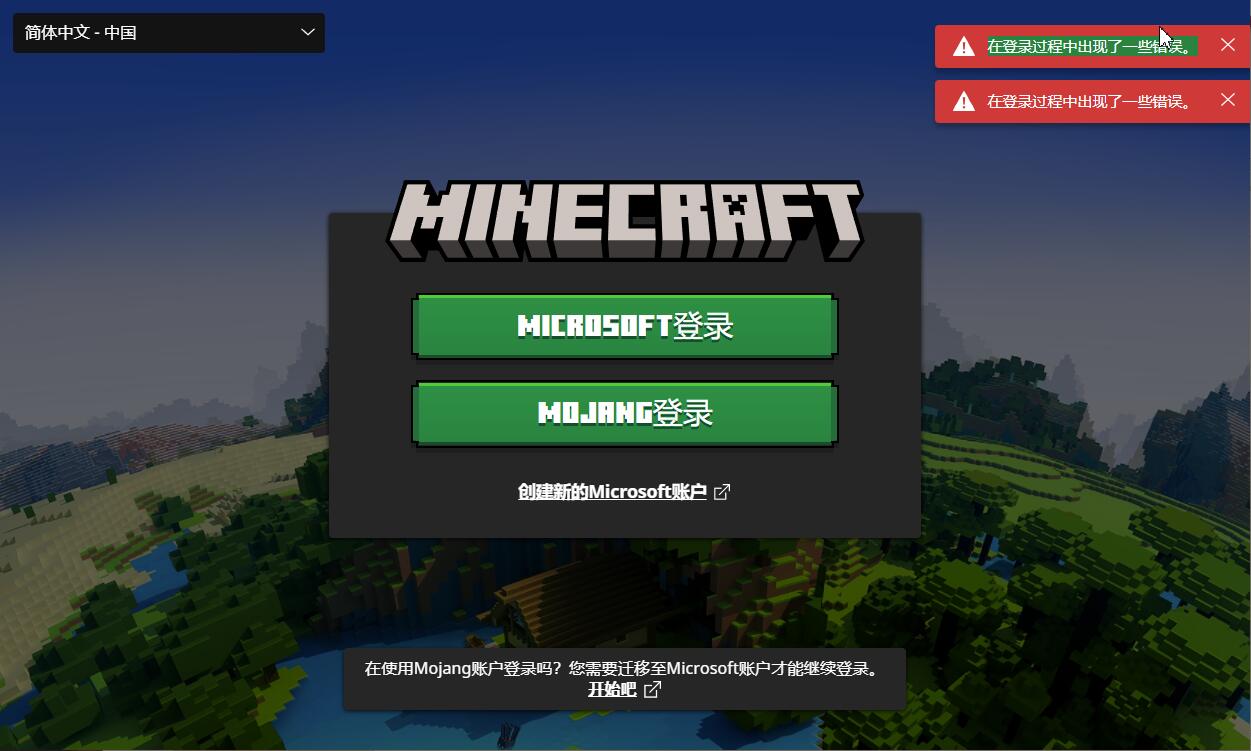 简体中文 - 中国
在登录过程中出现了一些错误。
在登录过程中出现了一些错误。
MINECRAFT
MICROSOFT登录
MOJANG登录
创建新的Microsoft账户
在使用Mojang账户登录吗？您需要迁移至Microsoft账户才能继续登录。
开始吧